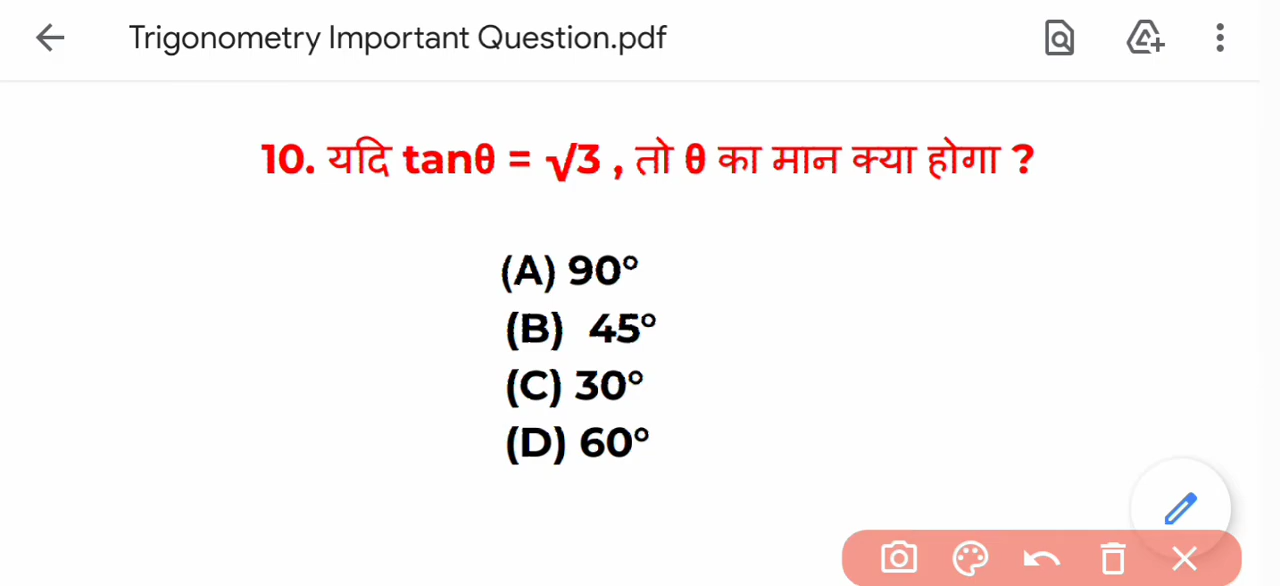 Trigonometry Important Question.pdf
10. यदि tanθ = √3 , तो θ का मान क्या होगा ?
(A) 90°
(B) 45°
(C) 30°
(D) 60°